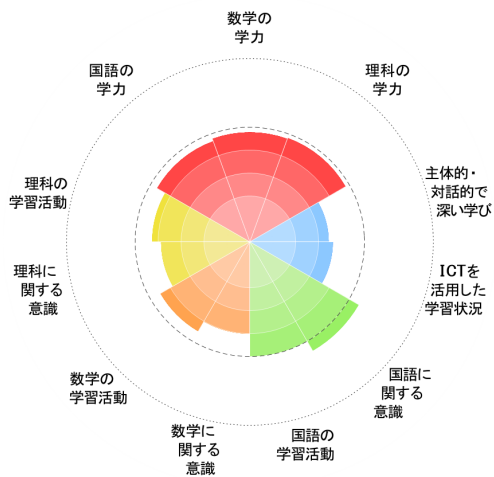 数学の
学力
理科の
学力
主体的・
対話的で
深い学び
ICTを
活用した
学習状況
国語に
関する
意識
国語の
学習活動
数学に
関する
意識
数学の
学習活動
理科に
関する
意識
理科の
学習活動
国語の
学力